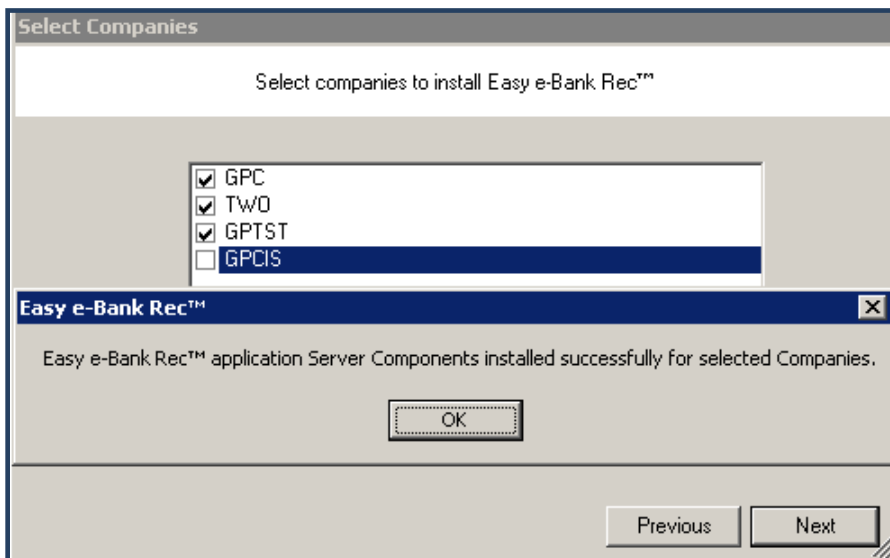 Select Companies
Select companies to install Easy e-Bank Rec™
GPC
TWO
GPTST
GPCIS
Easy e-Bank Rec™
Easy e-Bank Rec™ application Server Components installed successfully for selected Companies.
OK
Previous
Next